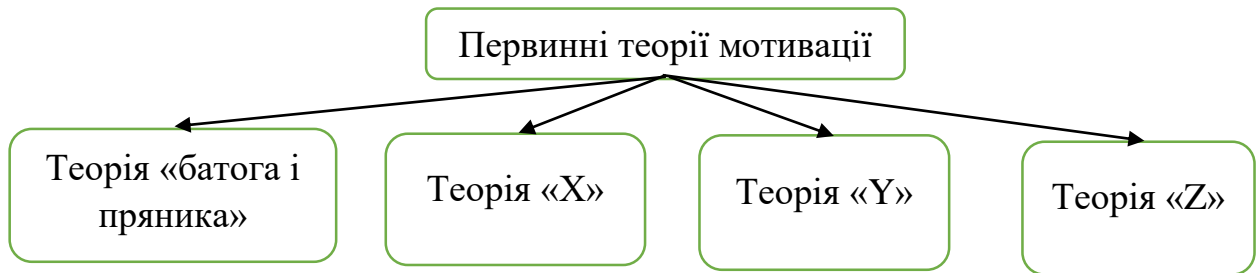 Первинні теорії мотивації
Теорія «батога і
пряника»
Теорія «X»
Теорія «Y»
Теорія «Z»